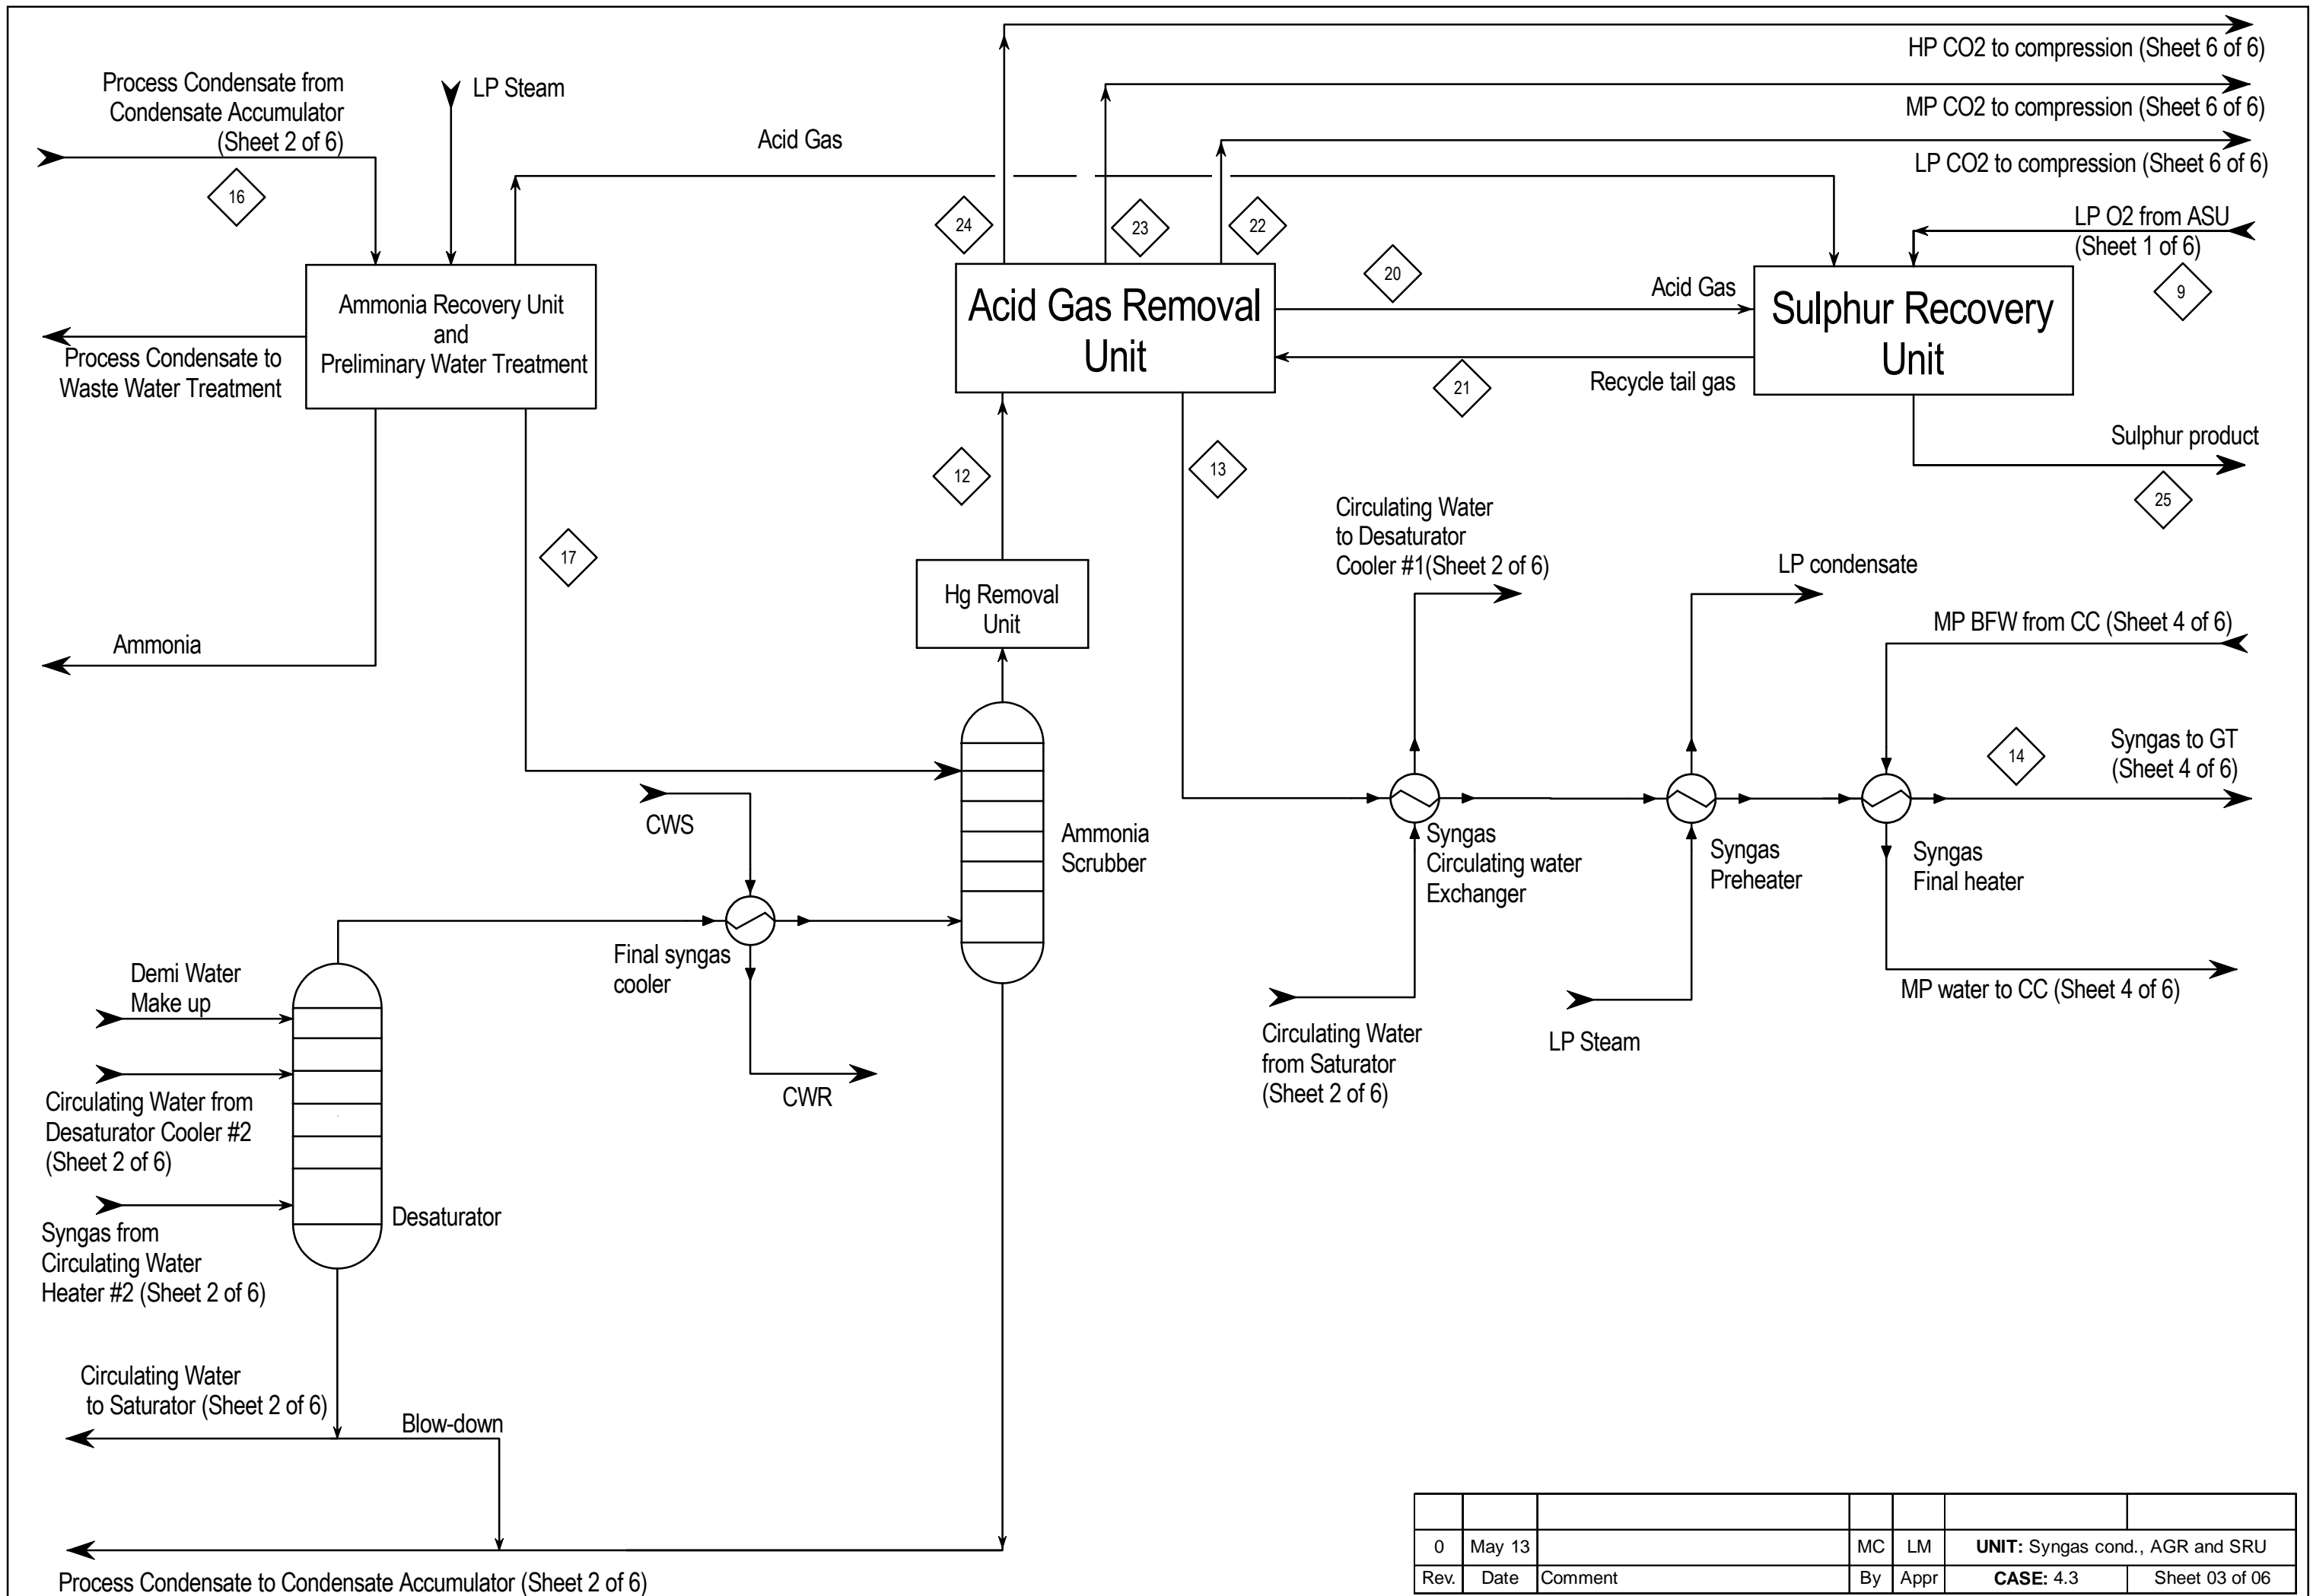 HP CO2 to compression (Sheet 6 of 6)
Process Condensate from
Condensate Accumulator
(Sheet 2 of 6)
LP Steam
MP CO2 to compression (Sheet 6 of 6)
Acid Gas
LP CO2 to compression (Sheet 6 of 6)
16
24
23
22
LP O2 from ASU
(Sheet 1 of 6)
9
20
Acid Gas
Ammonia Recovery Unit
and
Preliminary Water Treatment
Acid Gas Removal
Unit
Sulphur Recovery
Unit
Process Condensate to
Waste Water Treatment
21
Recycle tail gas
Sulphur product
25
12
13
17
Circulating Water
to Desaturator
Cooler #1(Sheet 2 of 6)
LP condensate
Hg Removal
Unit
MP BFW from CC (Sheet 4 of 6)
Ammonia
14
Syngas to GT
(Sheet 4 of 6)
CWS
Ammonia
Scrubber
Syngas
Circulating water
Exchanger
Syngas
Preheater
Syngas
Final heater
Final syngas
cooler
Demi Water
Make up
MP water to CC (Sheet 4 of 6)
Circulating Water
from Saturator
(Sheet 2 of 6)
LP Steam
CWR
Circulating Water from
Desaturator Cooler #2
(Sheet 2 of 6)
Desaturator
Syngas from
Circulating Water
Heater #2 (Sheet 2 of 6)
Circulating Water
to Saturator (Sheet 2 of 6)
Blow-down
Process Condensate to Condensate Accumulator (Sheet 2 of 6)
0 May 13 MC LM UNIT: Syngas cond., AGR and SRU
Rev. Date Comment By Appr CASE: 4.3 Sheet 03 of 06